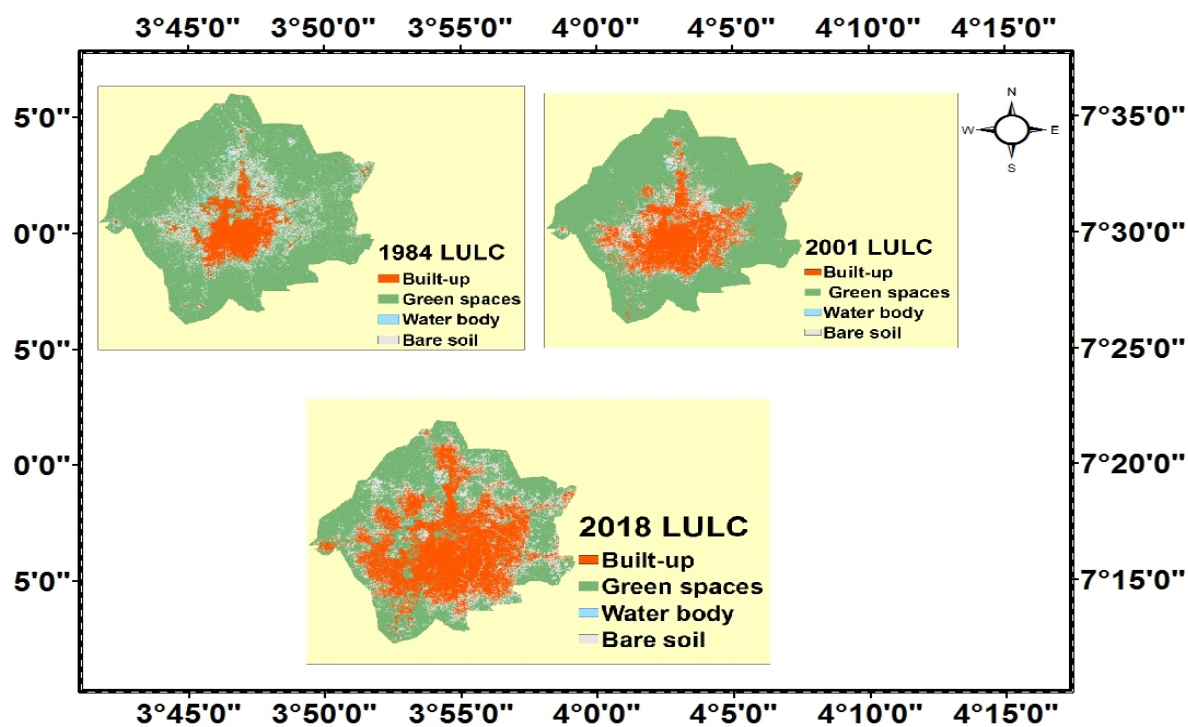 3°45'0" 3°50'0" 3°55'0" 4°0'0" 4°5'0" 4°10'0" 4°15'0"
N
W E
S
5'0" 7°35'0"
0'0" 7°30'0"
1984 LULC
Built-up
Green spaces
Water body
Bare soil
2001 LULC
Built-up
Green spaces
Water body
Bare soil
5'0" 7°25'0"
0'0" 7°20'0"
2018 LULC
Built-up
Green spaces
Water body
Bare soil
5'0" 7°15'0"
3°45'0" 3°50'0" 3°55'0" 4°0'0" 4°5'0" 4°10'0" 4°15'0"